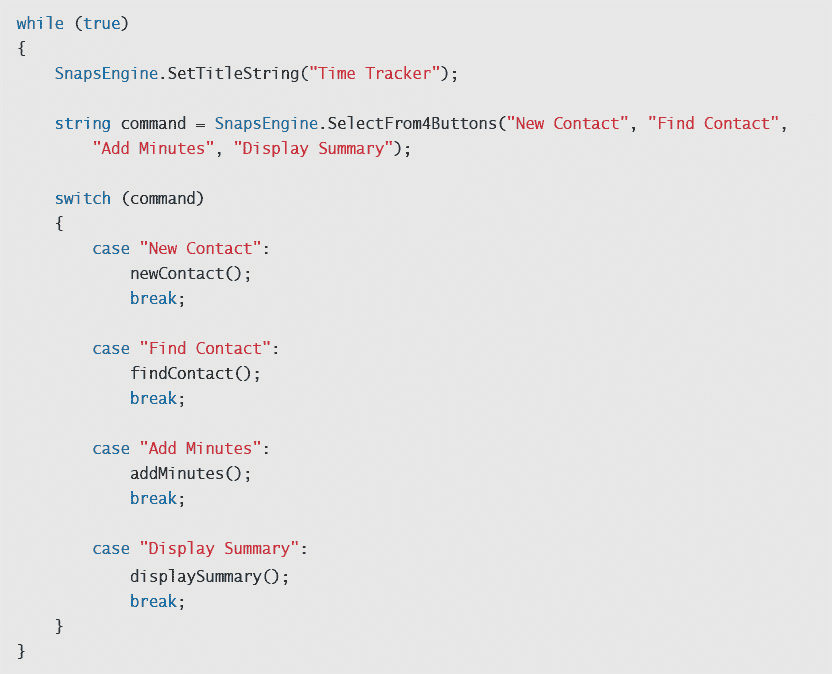 while (true)
{
    SnapsEngine.SetTitleString("Time Tracker");
    string command = SnapsEngine.SelectFrom4Buttons("New Contact", "Find Contact",
        "Add Minutes", "Display Summary");
    switch (command)
    {
        case "New Contact":
            newContact();
            break;
        case "Find Contact":
            findContact();
            break;
        case "Add Minutes":
            addMinutes();
            break;
        case "Display Summary":
            displaySummary();
            break;
    }
}